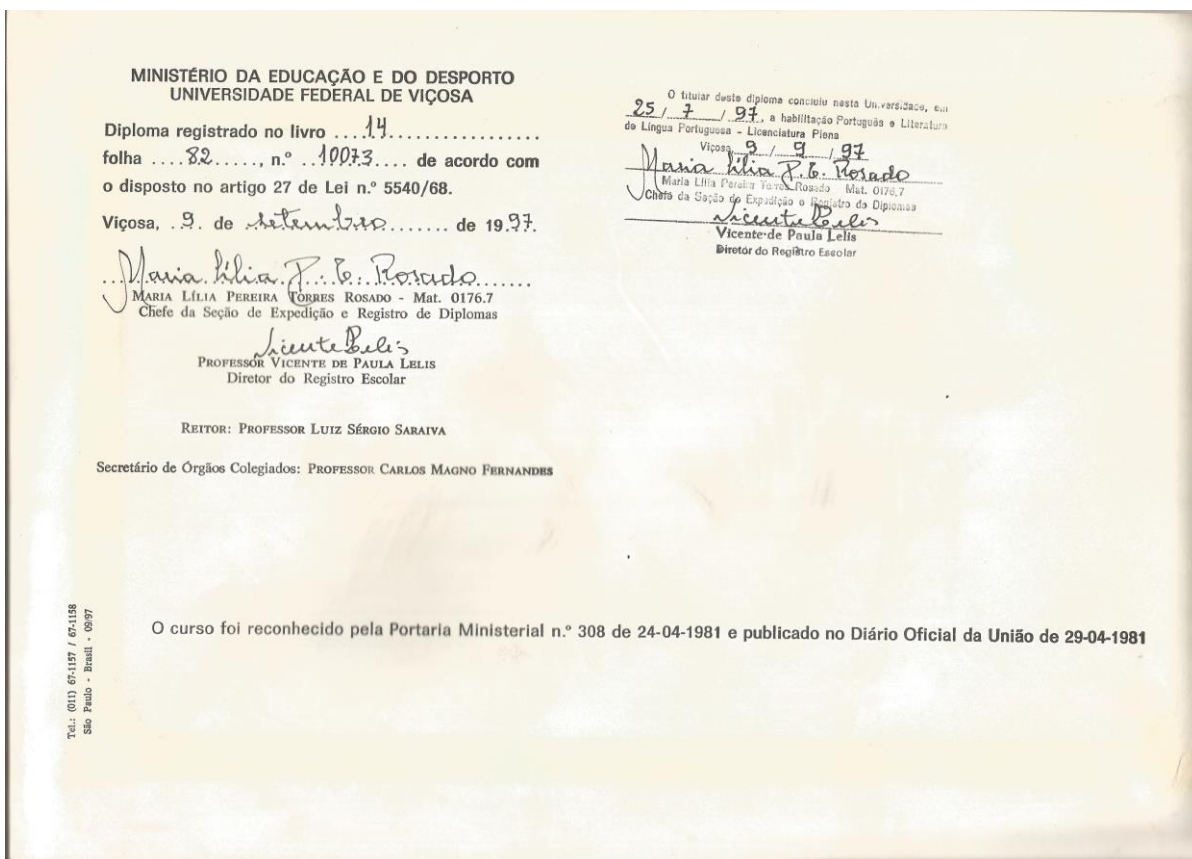 MINISTÉRIO DA EDUCAÇÃO E DO DESPORTO
UNIVERSIDADE FEDERAL DE VIÇOSA
Diploma registrado no livro ....14.................
folha ....82....., n.º ..10073.... de acordo com
o disposto no artigo 27 de Lei n.º 5540/68.
Viçosa, .9. de setembro....... de 1997.
Maria Lília P. T. Rosado
MARIA LÍLIA PEREIRA TORRES ROSADO - Mat. 0176.7
Chefe da Seção de Expedição e Registro de Diplomas
Vicente Lelis
PROFESSOR VICENTE DE PAULA LELIS
Diretor do Registro Escolar
REITOR: PROFESSOR LUIZ SÉRGIO SARAIVA
Secretário de Órgãos Colegiados: PROFESSOR CARLOS MAGNO FERNANDES
O titular deste diploma concluiu nesta Universidade, em
25 / 7 / 97, a habilitação Português e Literatura
de Língua Portuguesa - Licenciatura Plena
Viçosa, 9 / 9 / 97
Maria Lília P. T. Rosado
Maria Lília Pereira Torres Rosado Mat. 0176.7
Chefe da Seção de Expedição e Registro de Diplomas
Vicente Lelis
Vicente de Paula Lelis
Diretor do Registro Escolar
O curso foi reconhecido pela Portaria Ministerial n.º 308 de 24-04-1981 e publicado no Diário Oficial da União de 29-04-1981
Tel.: (011) 67-1157 / 67-1158
São Paulo - Brasil - 09/97